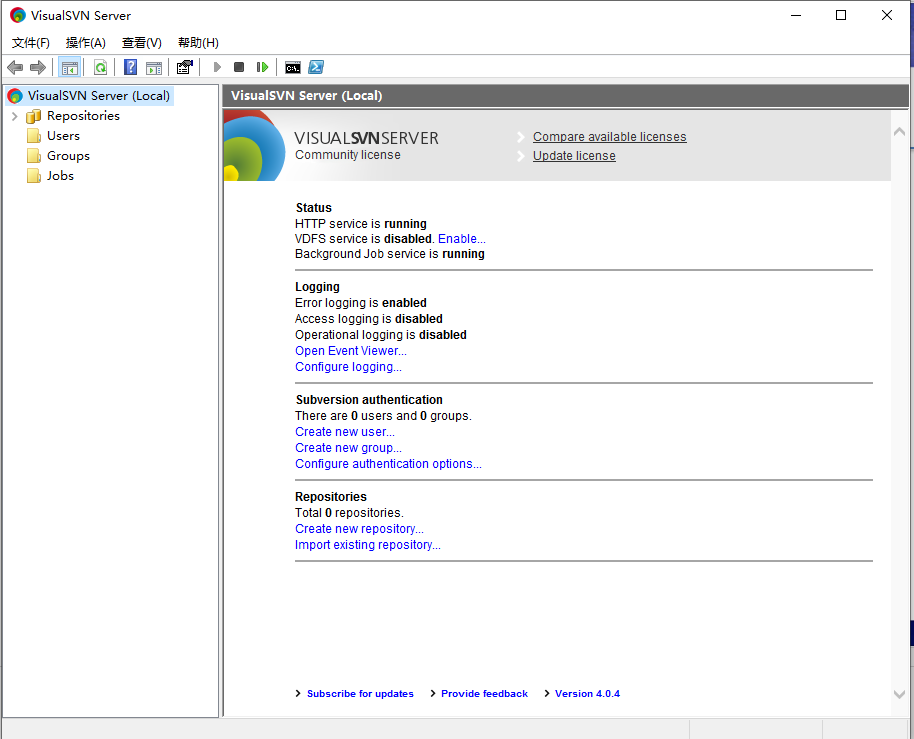 VisualSVN Server
文件(F) 操作(A) 查看(V) 帮助(H)
C:\.
VisualSVN Server (Local)
Repositories
Users
Groups
Jobs
VisualSVN Server (Local)
VISUALSVNSERVER
Community license
Compare available licenses
Update license
Status
HTTP service is running
VDFS service is disabled. Enable...
Background Job service is running
Logging
Error logging is enabled
Access logging is disabled
Operational logging is disabled
Open Event Viewer...
Configure logging...
Subversion authentication
There are 0 users and 0 groups.
Create new user...
Create new group...
Configure authentication options...
Repositories
Total 0 repositories.
Create new repository...
Import existing repository...
Subscribe for updates Provide feedback Version 4.0.4